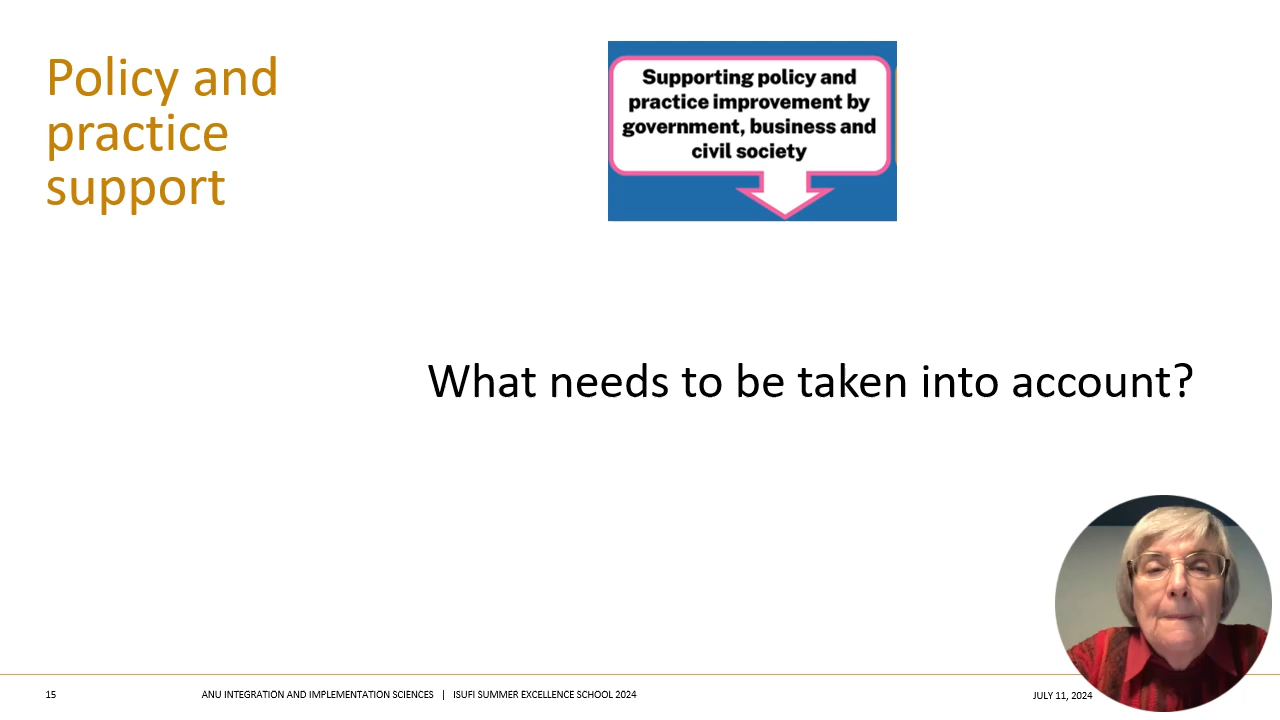 Policy and
practice
support
Supporting policy and
practice improvement by
government, business and
civil society
What needs to be taken into account?
15
ANU INTEGRATION AND IMPLEMENTATION SCIENCES | ISUFI SUMMER EXCELLENCE SCHOOL 2024
JULY 11, 2024